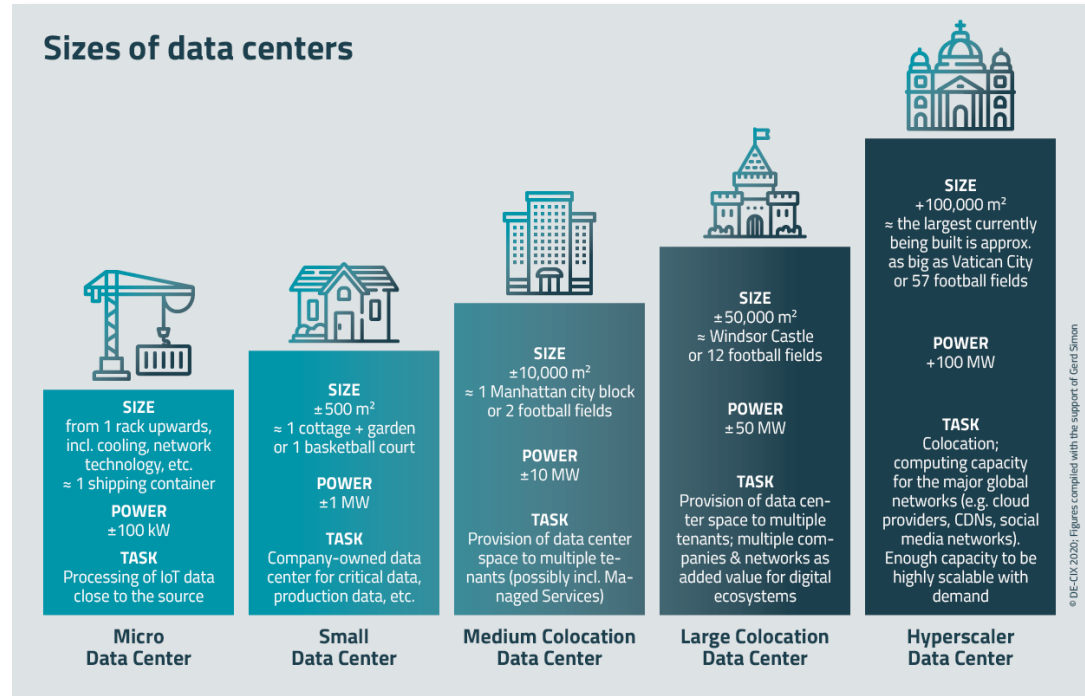 Sizes of data centers
SIZE
from 1 rack upwards,
incl. cooling, network
technology, etc.
≈ 1 shipping container
POWER
±100 kW
TASK
Processing of IoT data
close to the source
Micro
Data Center
SIZE
±500 m²
≈ 1 cottage + garden
or 1 basketball court
POWER
±1 MW
TASK
Company-owned data
center for critical data,
production data, etc.
Small
Data Center
SIZE
±10,000 m²
≈ 1 Manhattan city block
or 2 football fields
POWER
±10 MW
TASK
Provision of data center
space to multiple te-
nants (possibly incl. Ma-
naged Services)
Medium Colocation
Data Center
SIZE
±50,000 m²
≈ Windsor Castle
or 12 football fields
POWER
±50 MW
TASK
Provision of data cen-
ter space to multiple
tenants; multiple com-
panies & networks as
added value for digital
ecosystems
Large Colocation
Data Center
SIZE
+100,000 m²
≈ the largest currently
being built is approx.
as big as Vatican City
or 57 football fields
POWER
+100 MW
TASK
Colocation;
computing capacity
for the major global
networks (e.g. cloud
providers, CDNs, social
media networks).
Enough capacity to be
highly scalable with
demand
Hyperscaler
Data Center
© DE-CIX 2020; Figures compiled with the support of Gerd Simon